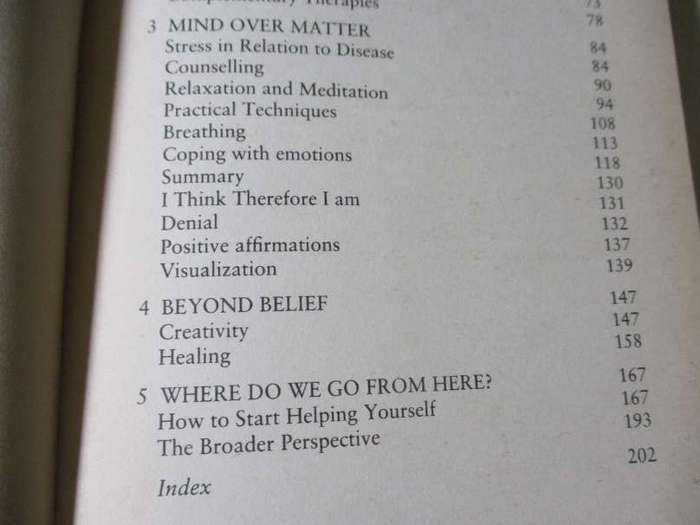 73
Complementary Therapies 78
3 MIND OVER MATTER 84
Stress in Relation to Disease 84
Counselling 90
Relaxation and Meditation 94
Practical Techniques 108
Breathing 113
Coping with emotions 118
Summary 130
I Think Therefore I am 131
Denial 132
Positive affirmations 137
Visualization 139
4 BEYOND BELIEF 147
Creativity 147
Healing 158
5 WHERE DO WE GO FROM HERE? 167
How to Start Helping Yourself 167
The Broader Perspective 193
Index 202